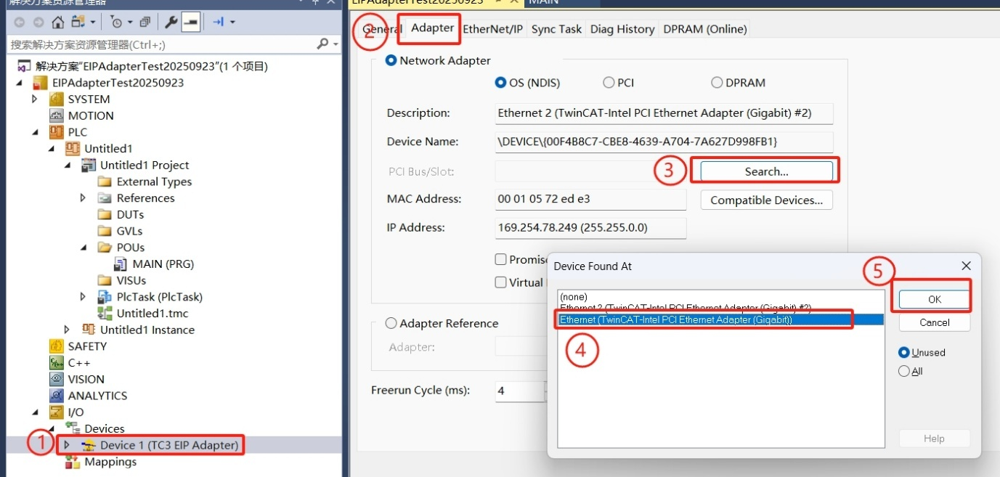 解决方案资源管理器
搜索解决方案资源管理器(Ctrl+;)
解决方案"EIPAdapterTest20250923"(1 个项目)
EIPAdapterTest20250923
SYSTEM
MOTION
PLC
Untitled1
Untitled1 Project
External Types
References
DUTs
GVLs
POUs
MAIN (PRG)
VISUs
PlcTask (PlcTask)
Untitled1.tmc
Untitled1 Instance
SAFETY
C++
VISION
ANALYTICS
I/O
Devices
1
Device 1 (TC3 EIP Adapter)
Mappings
EIPAdapterTest20250923 MAIN
2
General Adapter EtherNet/IP Sync Task Diag History DPRAM (Online)
Network Adapter
OS (NDIS) PCI DPRAM
Description: Ethernet 2 (TwinCAT-Intel PCI Ethernet Adapter (Gigabit) #2)
Device Name: \DEVICE\{00F4B8C7-CBE8-4639-A704-7A627D998FB1}
PCI Bus/Slot: 3 Search...
MAC Address: 00 01 05 72 ed e3 Compatible Devices...
IP Address: 169.254.78.249 (255.255.0.0)
Promis
Virtual
Adapter Reference
Adapter:
Freerun Cycle (ms): 4
Device Found At
5
(none)
Ethernet 2 (TwinCAT-Intel PCI Ethernet Adapter (Gigabit) #2)
Ethernet (TwinCAT-Intel PCI Ethernet Adapter (Gigabit))
4
OK
Cancel
Unused
All
Help